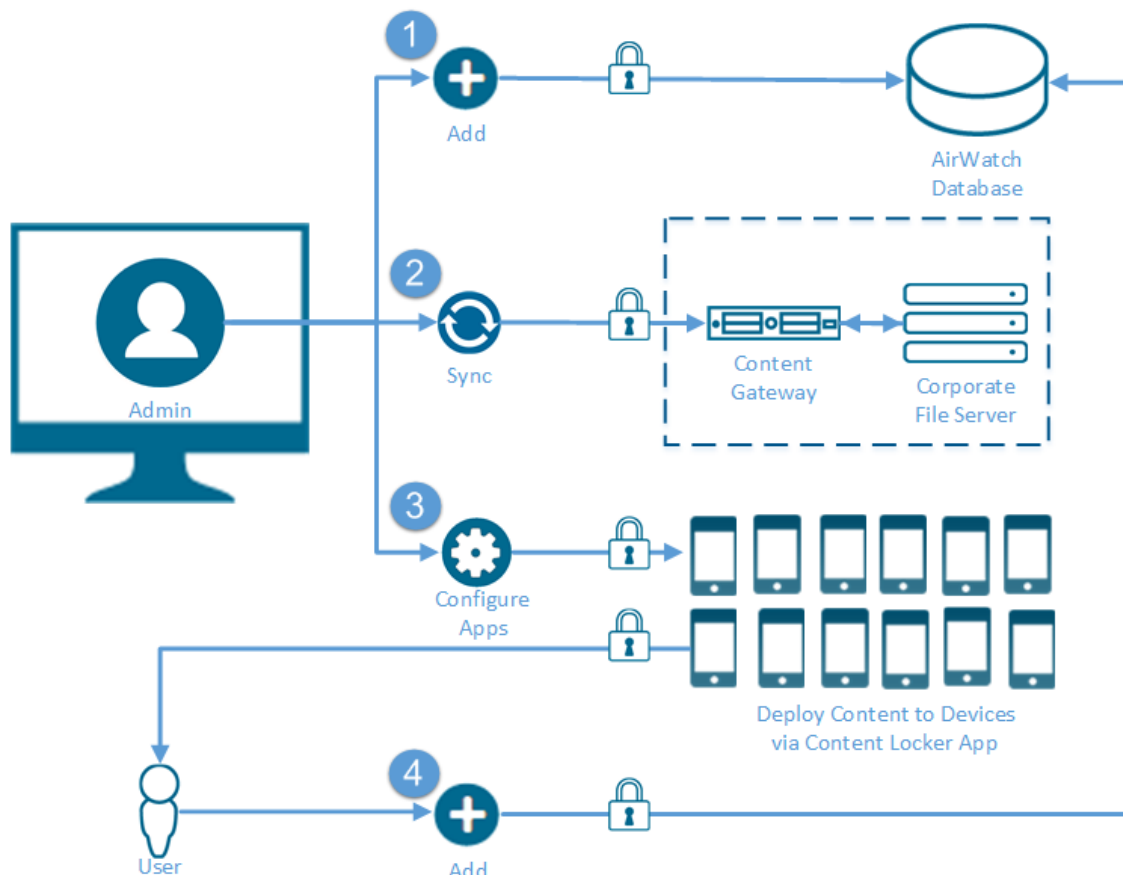 1
Add
AirWatch
Database
2
Sync
Content
Gateway
Corporate
File Server
Admin
3
Configure
Apps
Deploy Content to Devices
via Content Locker App
4
Add
User